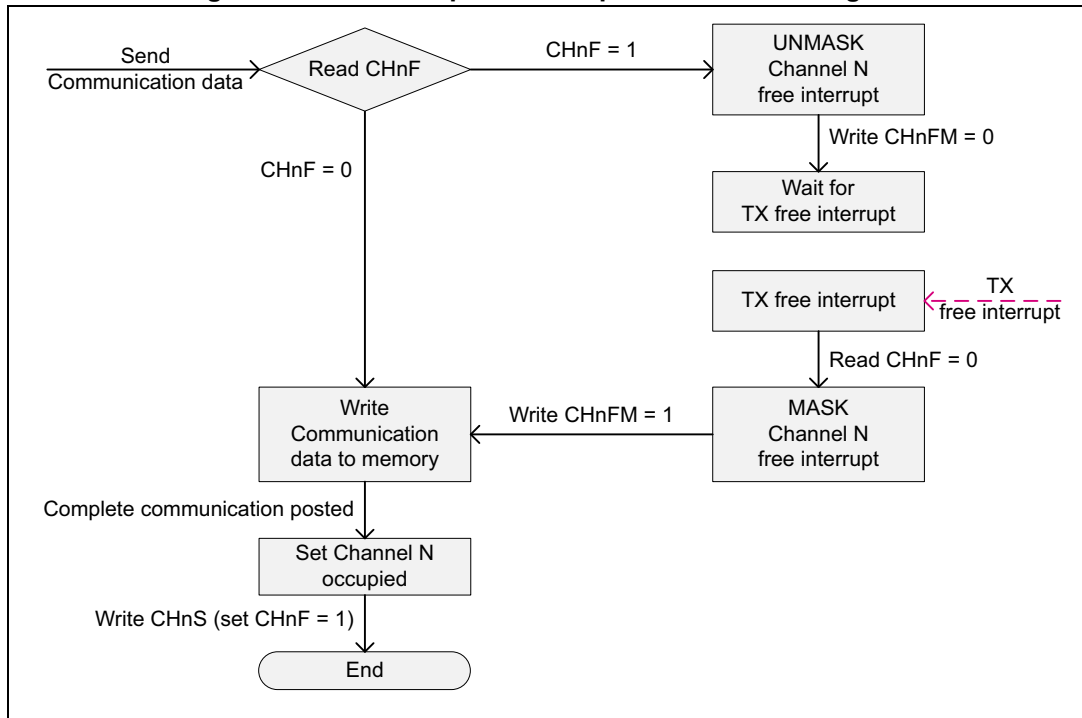 Send
Communication data
Read CHnF
CHnF = 1
UNMASK
Channel N
free interrupt
Write CHnFM = 0
CHnF = 0
Wait for
TX free interrupt
TX free interrupt
TX
free interrupt
Read CHnF = 0
Write
Communication
data to memory
Write CHnFM = 1
MASK
Channel N
free interrupt
Complete communication posted
Set Channel N
occupied
Write CHnS (set CHnF = 1)
End